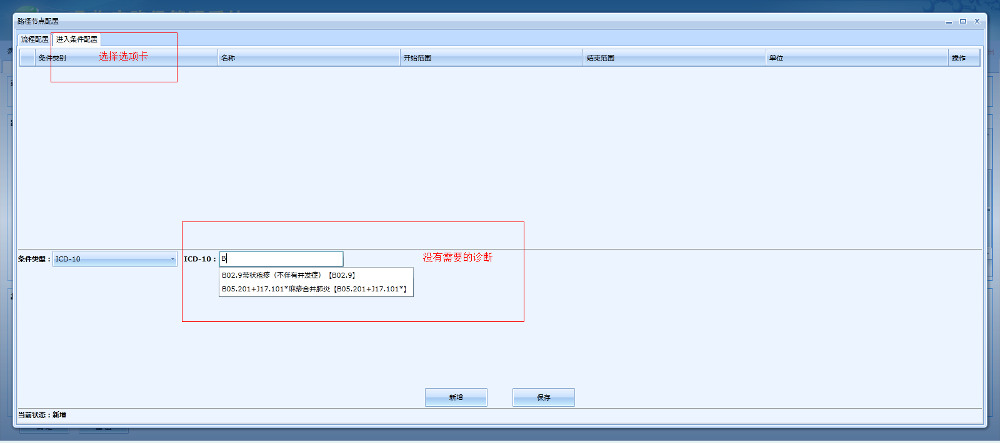 路径节点配置
流程配置 进入条件配置
条件类别 名称 开始范围 结束范围 单位 操作
选择选项卡
条件类型： ICD-10 ICD-10： B
没有需要的诊断
B02.9带状疱疹（不伴有并发症）【B02.9】
B05.201+J17.101*麻疹合并肺炎【B05.201+J17.101*】
新增 保存
当前状态：新增